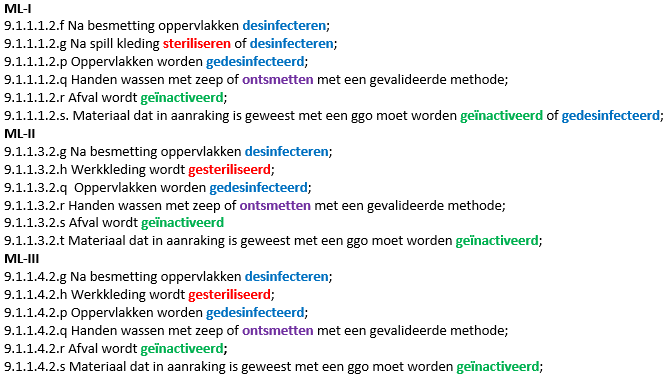 ML-I
9.1.1.1.2.f Na besmetting oppervlakken desinfecteren;
9.1.1.1.2.g Na spill kleding steriliseren of desinfecteren;
9.1.1.1.2.p Oppervlakken worden gedesinfecteerd;
9.1.1.1.2.q Handen wassen met zeep of ontsmetten met een gevalideerde methode;
9.1.1.1.2.r Afval wordt geïnactiveerd;
9.1.1.1.2.s. Materiaal dat in aanraking is geweest met een ggo moet worden geïnactiveerd of gedesinfecteerd;
ML-II
9.1.1.3.2.g Na besmetting oppervlakken desinfecteren;
9.1.1.3.2.h Werkkleding wordt gesteriliseerd;
9.1.1.3.2.q  Oppervlakken worden gedesinfecteerd;
9.1.1.3.2.r Handen wassen met zeep of ontsmetten met een gevalideerde methode;
9.1.1.3.2.s Afval wordt geïnactiveerd
9.1.1.3.2.t Materiaal dat in aanraking is geweest met een ggo moet worden geïnactiveerd;
ML-III
9.1.1.4.2.g Na besmetting oppervlakken desinfecteren;
9.1.1.4.2.h Werkkleding wordt gesteriliseerd;
9.1.1.4.2.p Oppervlakken worden gedesinfecteerd;
9.1.1.4.2.q Handen wassen met zeep of ontsmetten met een gevalideerde methode;
9.1.1.4.2.r Afval wordt geïnactiveerd;
9.1.1.4.2.s Materiaal dat in aanraking is geweest met een ggo moet worden geïnactiveerd;